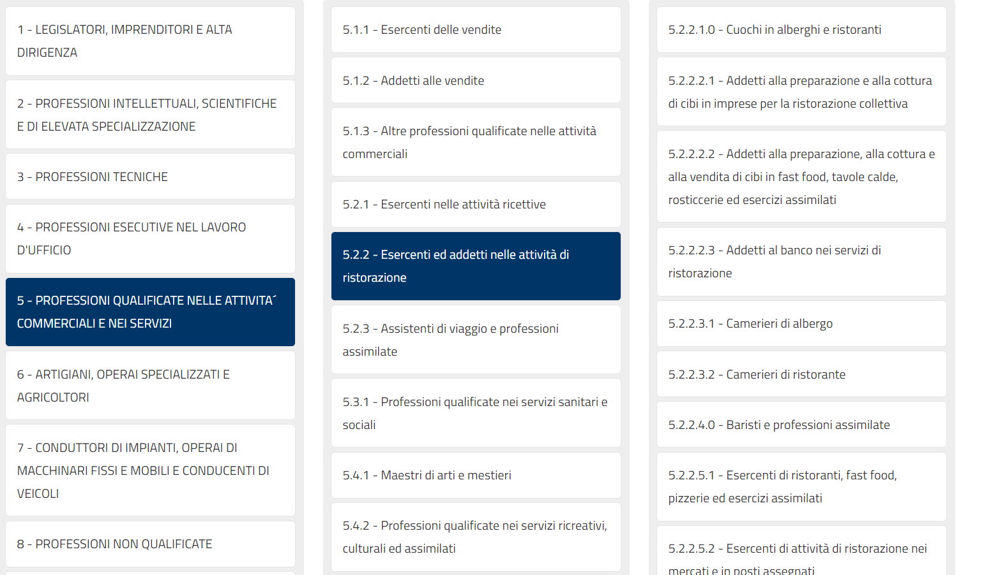 1 - LEGISLATORI, IMPRENDITORI E ALTA
DIRIGENZA
2 - PROFESSIONI INTELLETTUALI, SCIENTIFICHE
E DI ELEVATA SPECIALIZZAZIONE
3 - PROFESSIONI TECNICHE
4 - PROFESSIONI ESECUTIVE NEL LAVORO
D'UFFICIO
5 - PROFESSIONI QUALIFICATE NELLE ATTIVITA´
COMMERCIALI E NEI SERVIZI
6 - ARTIGIANI, OPERAI SPECIALIZZATI E
AGRICOLTORI
7 - CONDUTTORI DI IMPIANTI, OPERAI DI
MACCHINARI FISSI E MOBILI E CONDUCENTI DI
VEICOLI
8 - PROFESSIONI NON QUALIFICATE
5.1.1 - Esercenti delle vendite
5.1.2 - Addetti alle vendite
5.1.3 - Altre professioni qualificate nelle attività
commerciali
5.2.1 - Esercenti nelle attività ricettive
5.2.2 - Esercenti ed addetti nelle attività di
ristorazione
5.2.3 - Assistenti di viaggio e professioni
assimilate
5.3.1 - Professioni qualificate nei servizi sanitari e
sociali
5.4.1 - Maestri di arti e mestieri
5.4.2 - Professioni qualificate nei servizi ricreativi,
culturali ed assimilati
5.2.2.1.0 - Cuochi in alberghi e ristoranti
5.2.2.2.1 - Addetti alla preparazione e alla cottura
di cibi in imprese per la ristorazione collettiva
5.2.2.2.2 - Addetti alla preparazione, alla cottura e
alla vendita di cibi in fast food, tavole calde,
rosticcerie ed esercizi assimilati
5.2.2.2.3 - Addetti al banco nei servizi di
ristorazione
5.2.2.3.1 - Camerieri di albergo
5.2.2.3.2 - Camerieri di ristorante
5.2.2.4.0 - Baristi e professioni assimilate
5.2.2.5.1 - Esercenti di ristoranti, fast food,
pizzerie ed esercizi assimilati
5.2.2.5.2 - Esercenti di attività di ristorazione nei
mercati e in posti assegnati